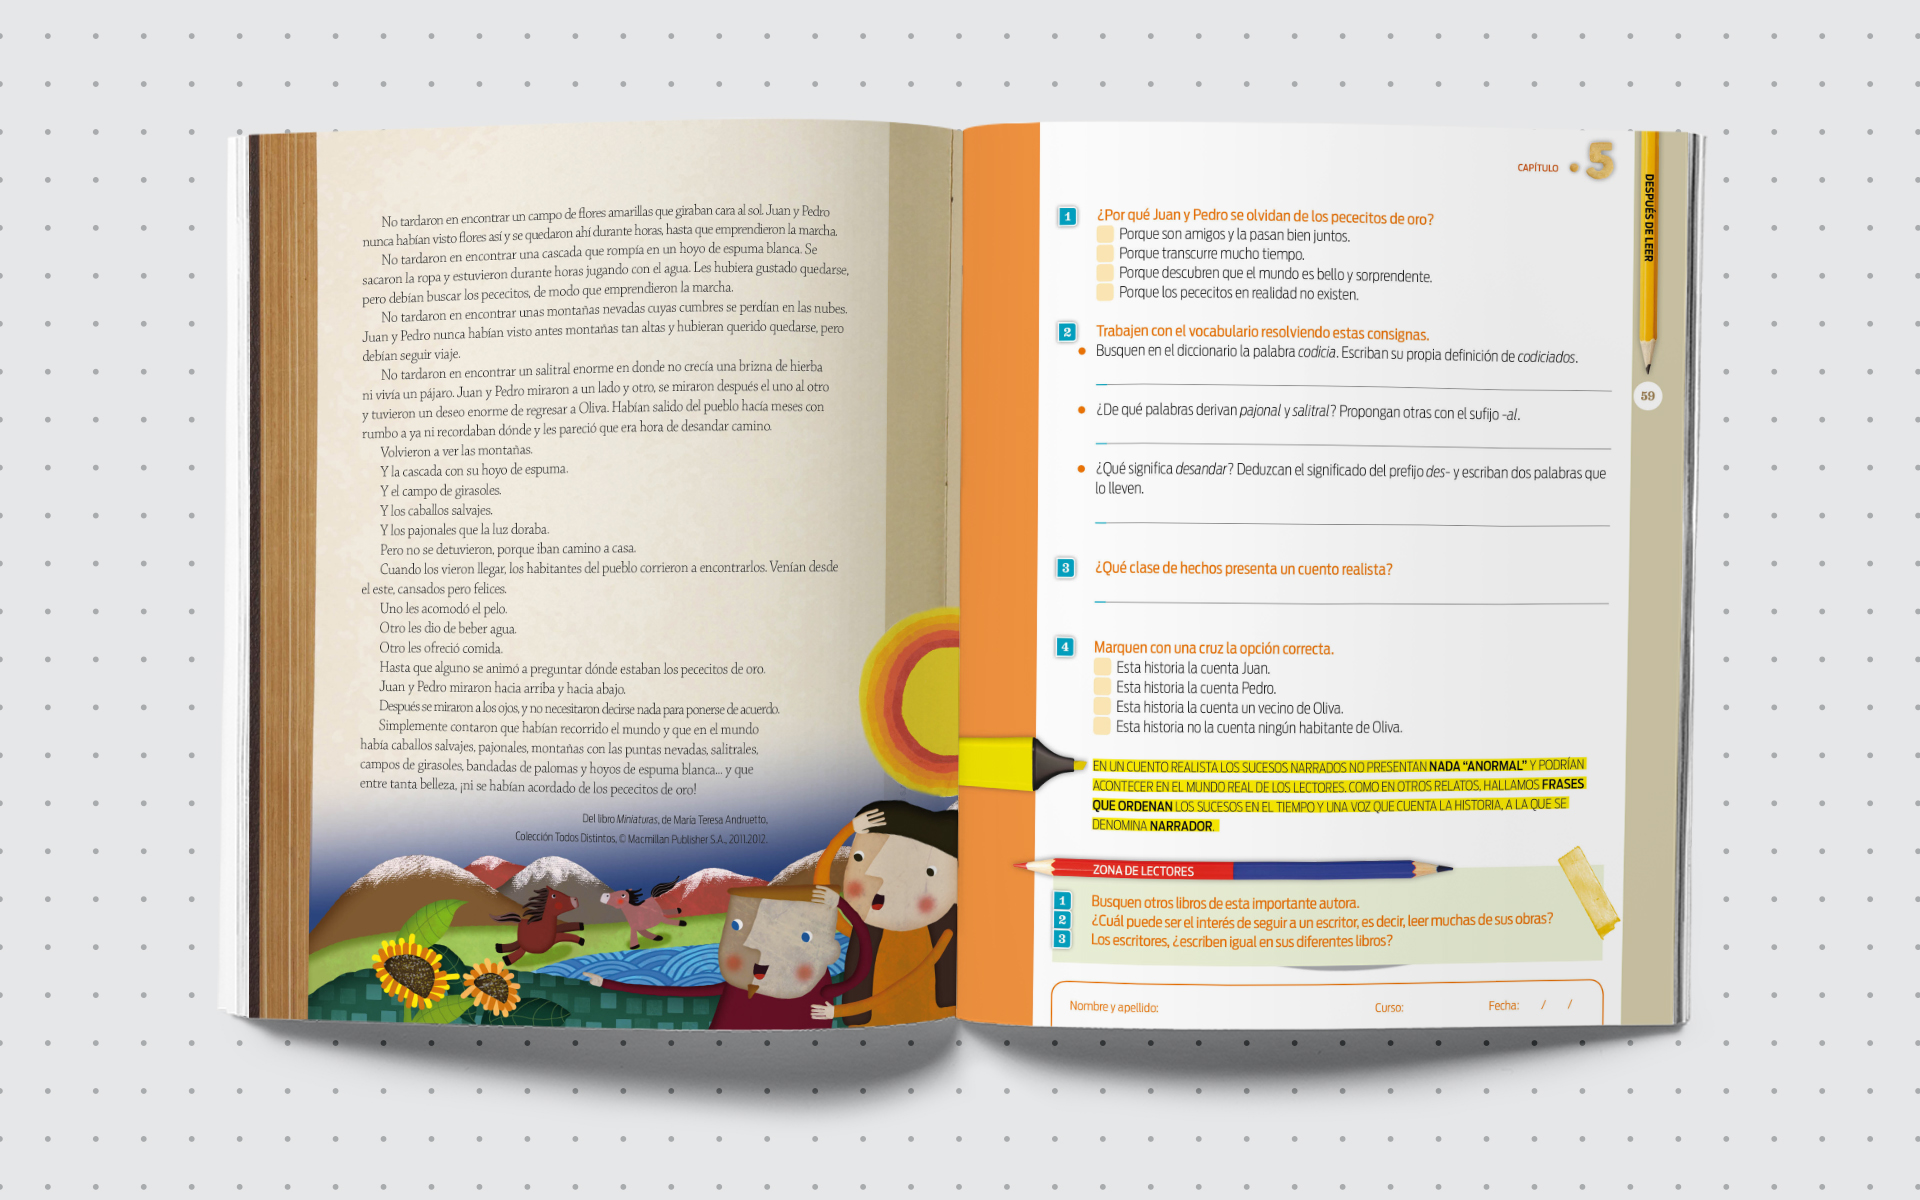 No tardaron en encontrar un campo de flores amarillas que giraban cara al sol. Juan y Pedro
nunca habían visto flores así y se quedaron ahí durante horas, hasta que emprendieron la marcha.
No tardaron en encontrar una cascada que rompía en un hoyo de espuma blanca. Se
sacaron la ropa y estuvieron durante horas jugando con el agua. Les hubiera gustado quedarse,
pero debían buscar los pececitos, de modo que emprendieron la marcha.
No tardaron en encontrar unas montañas nevadas cuyas cumbres se perdían en las nubes.
Juan y Pedro nunca habían visto antes montañas tan altas y hubieran querido quedarse, pero
debían seguir viaje.
No tardaron en encontrar un salitral enorme en donde no crecía una brizna de hierba
ni vivía un pájaro. Juan y Pedro miraron a un lado y otro, se miraron después el uno al otro
y tuvieron un deseo enorme de regresar a Oliva. Habían salido del pueblo hacía meses con
rumbo a ya ni recordaban dónde y les pareció que era hora de desandar camino.
Volvieron a ver las montañas.
Y la cascada con su hoyo de espuma.
Y el campo de girasoles.
Y los caballos salvajes.
Y los pajonales que la luz doraba.
Pero no se detuvieron, porque iban camino a casa.
Cuando los vieron llegar, los habitantes del pueblo corrieron a encontrarlos. Venían desde
el este, cansados pero felices.
Uno les acomodó el pelo.
Otro les dio de beber agua.
Otro les ofreció comida.
Hasta que alguno se animó a preguntar dónde estaban los pececitos de oro.
Juan y Pedro miraron hacia arriba y hacia abajo.
Después se miraron a los ojos, y no necesitaron decirse nada para ponerse de acuerdo.
Simplemente contaron que habían recorrido el mundo y que en el mundo
había caballos salvajes, pajonales, montañas con las puntas nevadas, salitrales,
campos de girasoles, bandadas de palomas y hoyos de espuma blanca... y que
entre tanta belleza, ¡ni se habían acordado de los pececitos de oro!
Del libro Miniaturas, de María Teresa Andruetto,
Colección Todos Distintos, © Macmillan Publisher S.A., 2011,2012.
CAPÍTULO • 5
DESPUÉS DE LEER
59
1 ¿Por qué Juan y Pedro se olvidan de los pececitos de oro?
Porque son amigos y la pasan bien juntos.
Porque transcurre mucho tiempo.
Porque descubren que el mundo es bello y sorprendente.
Porque los pececitos en realidad no existen.
2 Trabajen con el vocabulario resolviendo estas consignas.
• Busquen en el diccionario la palabra codicia. Escriban su propia definición de codiciados.
• ¿De qué palabras derivan pajonal y salitral? Propongan otras con el sufijo -al.
• ¿Qué significa desandar? Deduzcan el significado del prefijo des- y escriban dos palabras que
lo lleven.
3 ¿Qué clase de hechos presenta un cuento realista?
4 Marquen con una cruz la opción correcta.
Esta historia la cuenta Juan.
Esta historia la cuenta Pedro.
Esta historia la cuenta un vecino de Oliva.
Esta historia no la cuenta ningún habitante de Oliva.
EN UN CUENTO REALISTA LOS SUCESOS NARRADOS NO PRESENTAN NADA “ANORMAL” Y PODRÍAN
ACONTECER EN EL MUNDO REAL DE LOS LECTORES. COMO EN OTROS RELATOS, HALLAMOS FRASES
QUE ORDENAN LOS SUCESOS EN EL TIEMPO Y UNA VOZ QUE CUENTA LA HISTORIA, A LA QUE SE
DENOMINA NARRADOR.
ZONA DE LECTORES
1 Busquen otros libros de esta importante autora.
2 ¿Cuál puede ser el interés de seguir a un escritor, es decir, leer muchas de sus obras?
3 Los escritores, ¿escriben igual en sus diferentes libros?
Nombre y apellido: Curso: Fecha: / /